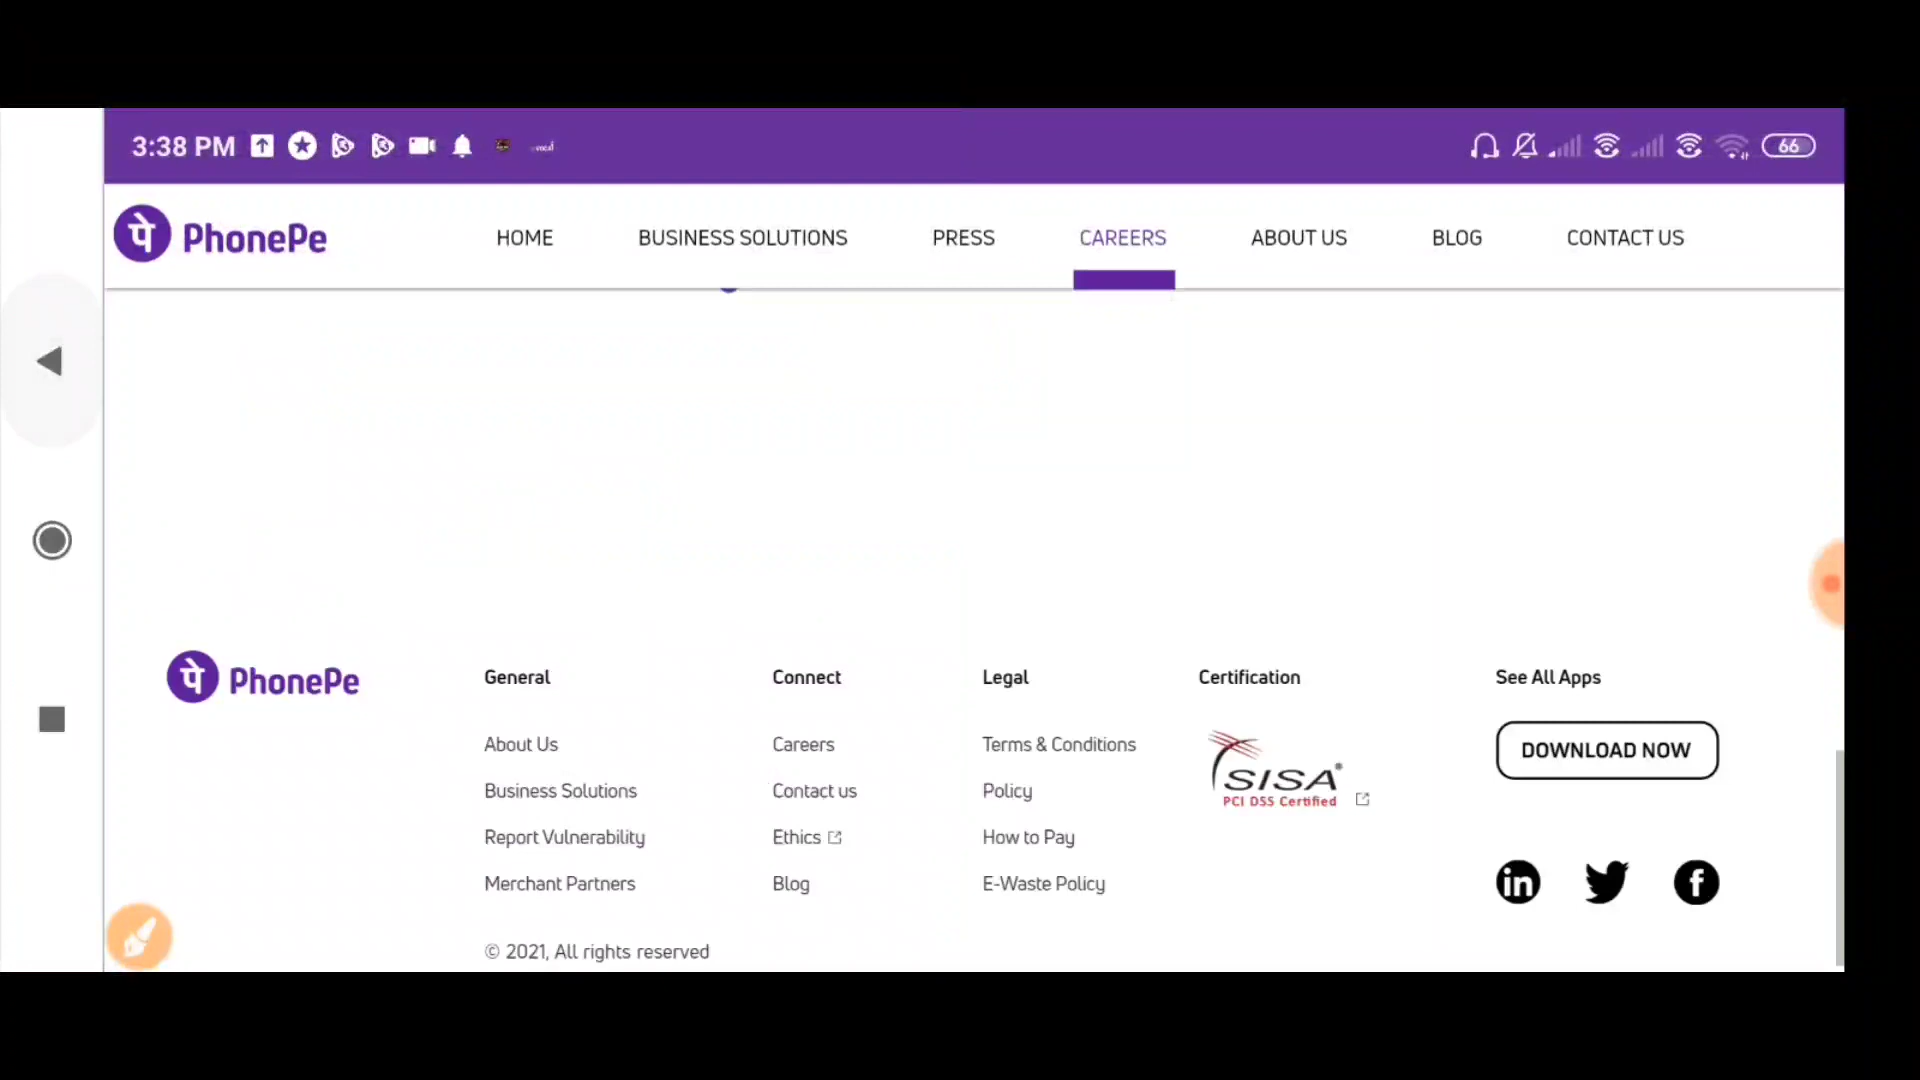 3:38 PM
66
पे PhonePe
HOME BUSINESS SOLUTIONS PRESS CAREERS ABOUT US BLOG CONTACT US
पे PhonePe
General
About Us
Business Solutions
Report Vulnerability
Merchant Partners
Connect
Careers
Contact us
Ethics
Blog
Legal
Terms & Conditions
Policy
How to Pay
E-Waste Policy
Certification
SISA®
PCI DSS Certified
See All Apps
DOWNLOAD NOW
in f
© 2021, All rights reserved